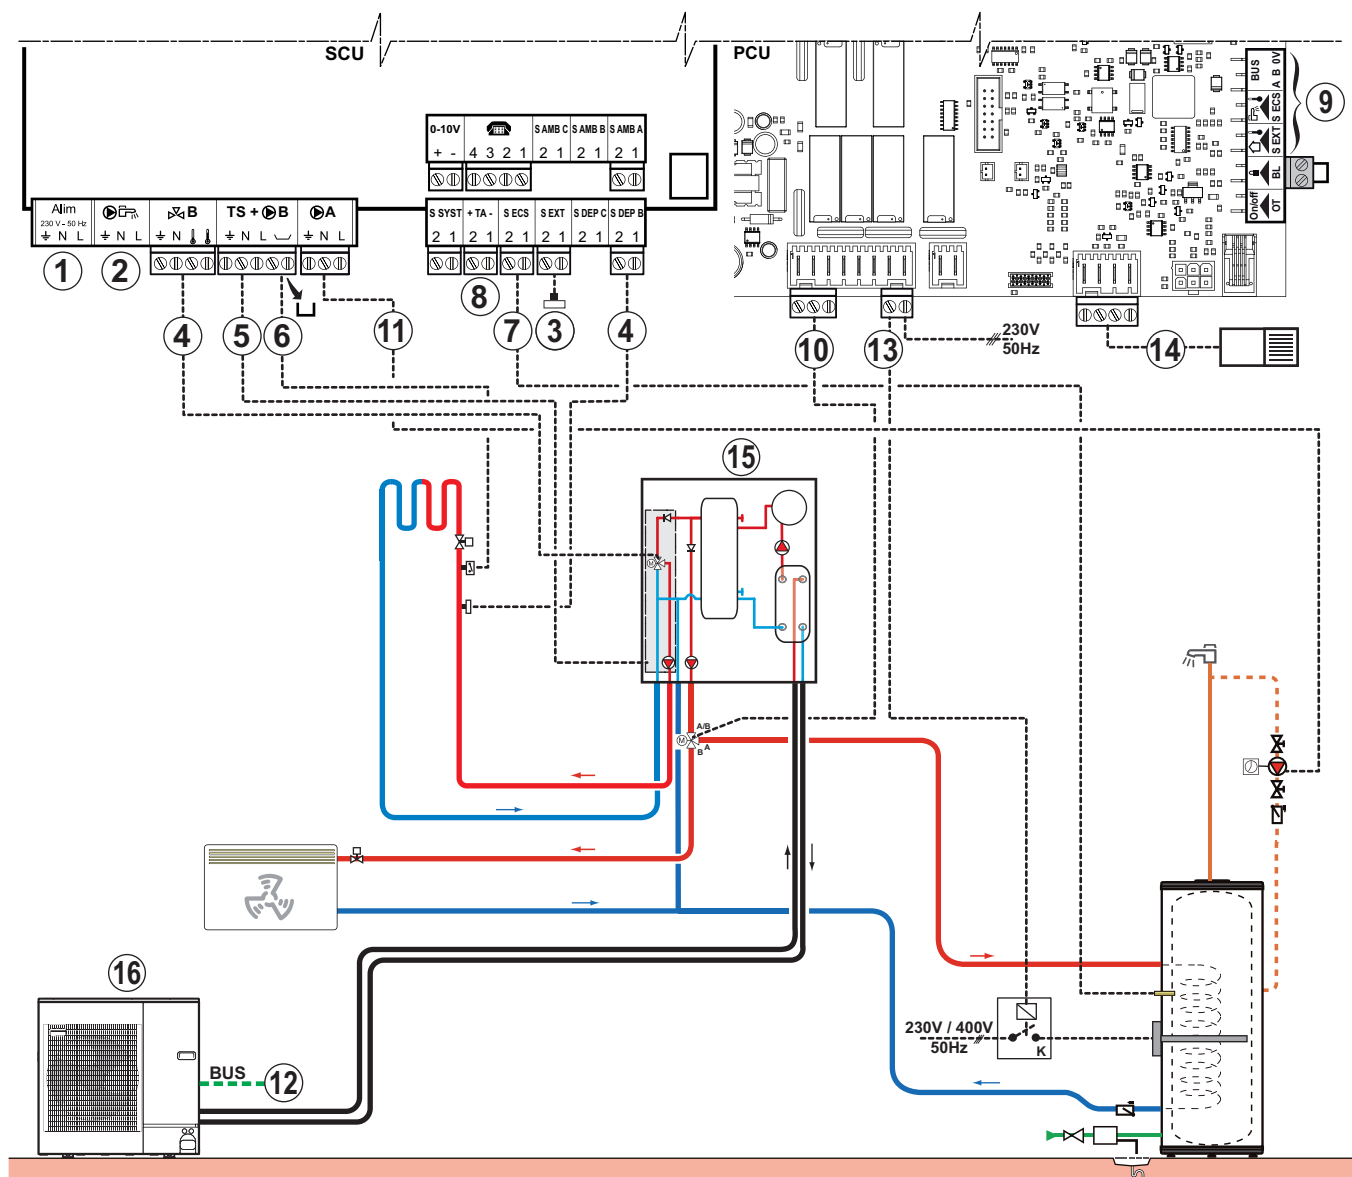 SCU
PCU
0-10V
S AMB C
S AMB B
S AMB A
+ -
4 3 2 1
2 1
2 1
2 1
BUS
A B 0V
S ECS
S EXT
BL
On/off
OT
9
Alim
230 V - 50 Hz
N L
N L
B
N
TS + B
N L
A
N L
S SYST
+ TA -
S ECS
S EXT
S DEP C
S DEP B
2 1
2 1
2 1
2 1
2 1
2 1
1
2
8
4
5
6
11
7
3
4
10
13
230V
50Hz
14
15
M
A/B
M
A
B
16
BUS
12
230V / 400V
50Hz
K